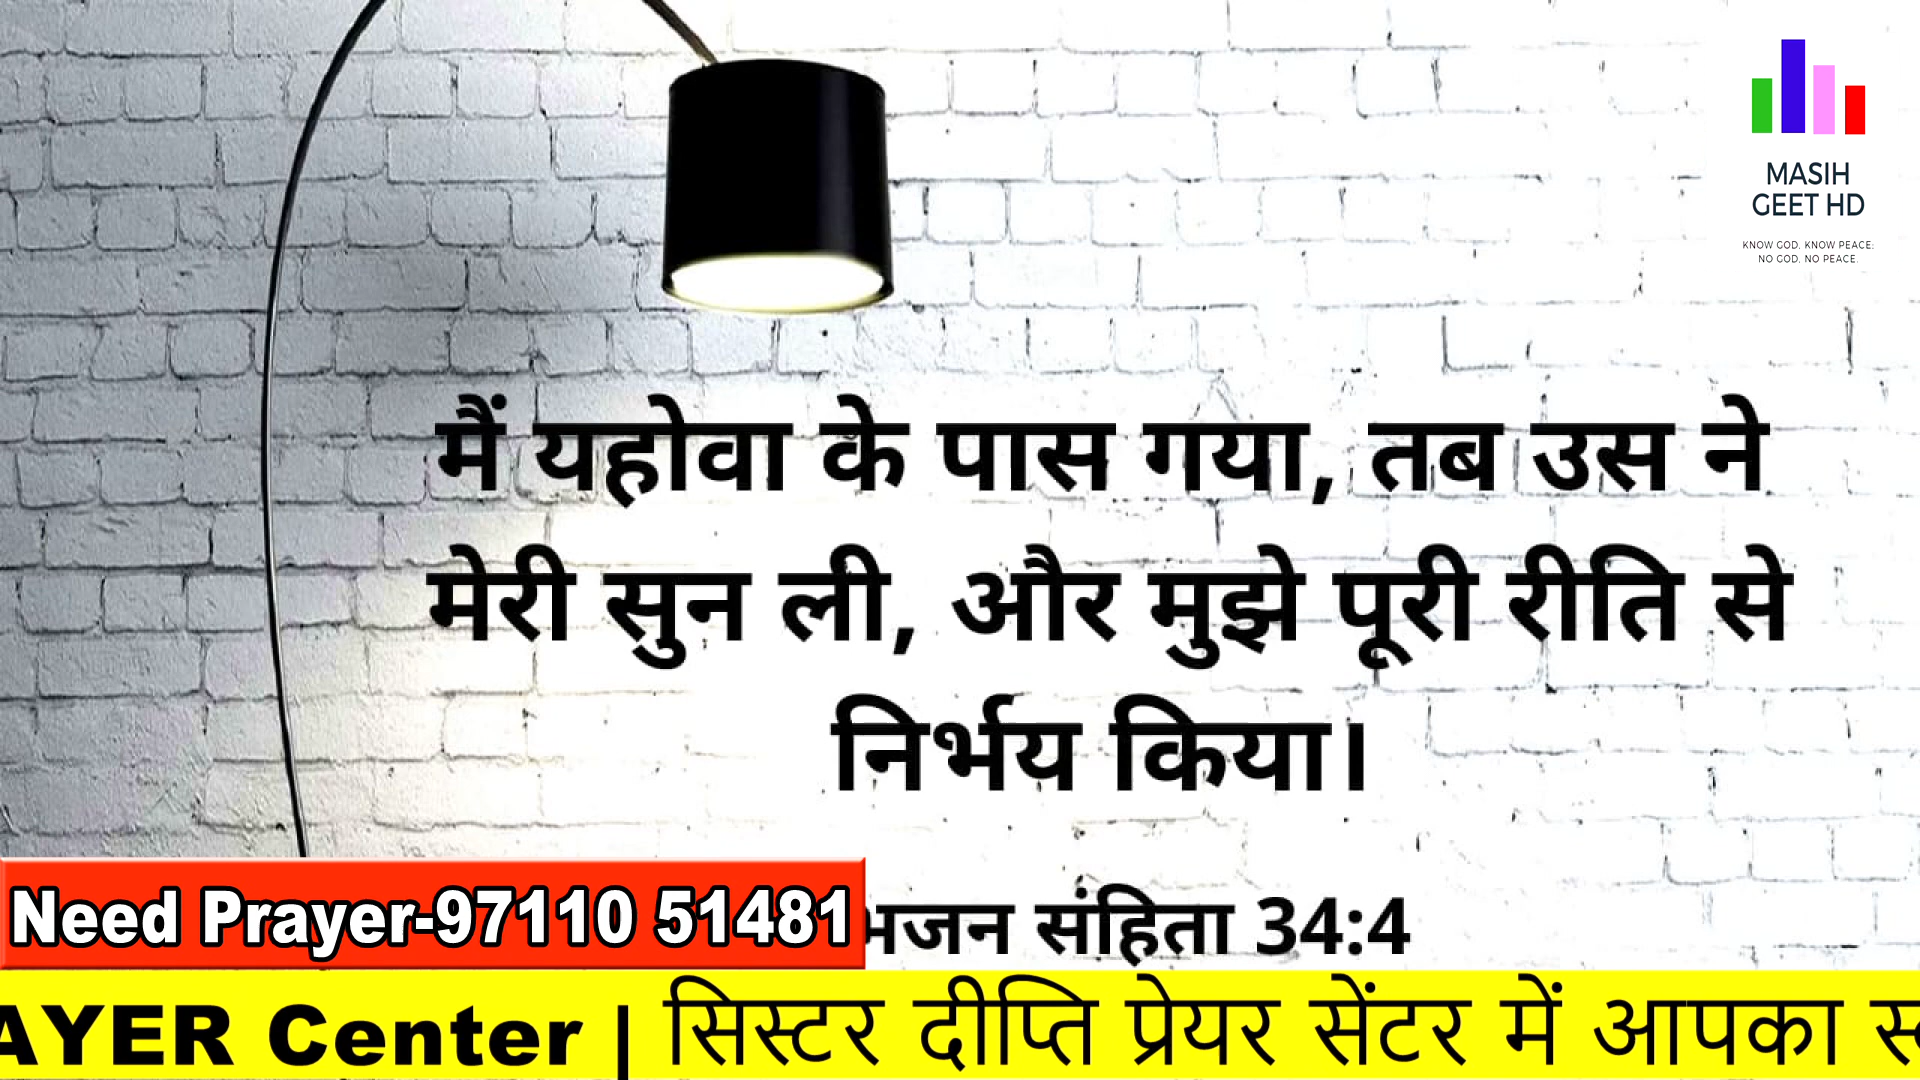 MASIH
GEET HD
KNOW GOD, KNOW PEACE;
NO GOD, NO PEACE.
मैं यहोवा के पास गया, तब उस ने
मेरी सुन ली, और मुझे पूरी रीति से
निर्भय किया।
भजन संहिता 34:4
Need Prayer-97110 51481
AYER Center | सिस्टर दीप्ति प्रेयर सेंटर में आपका